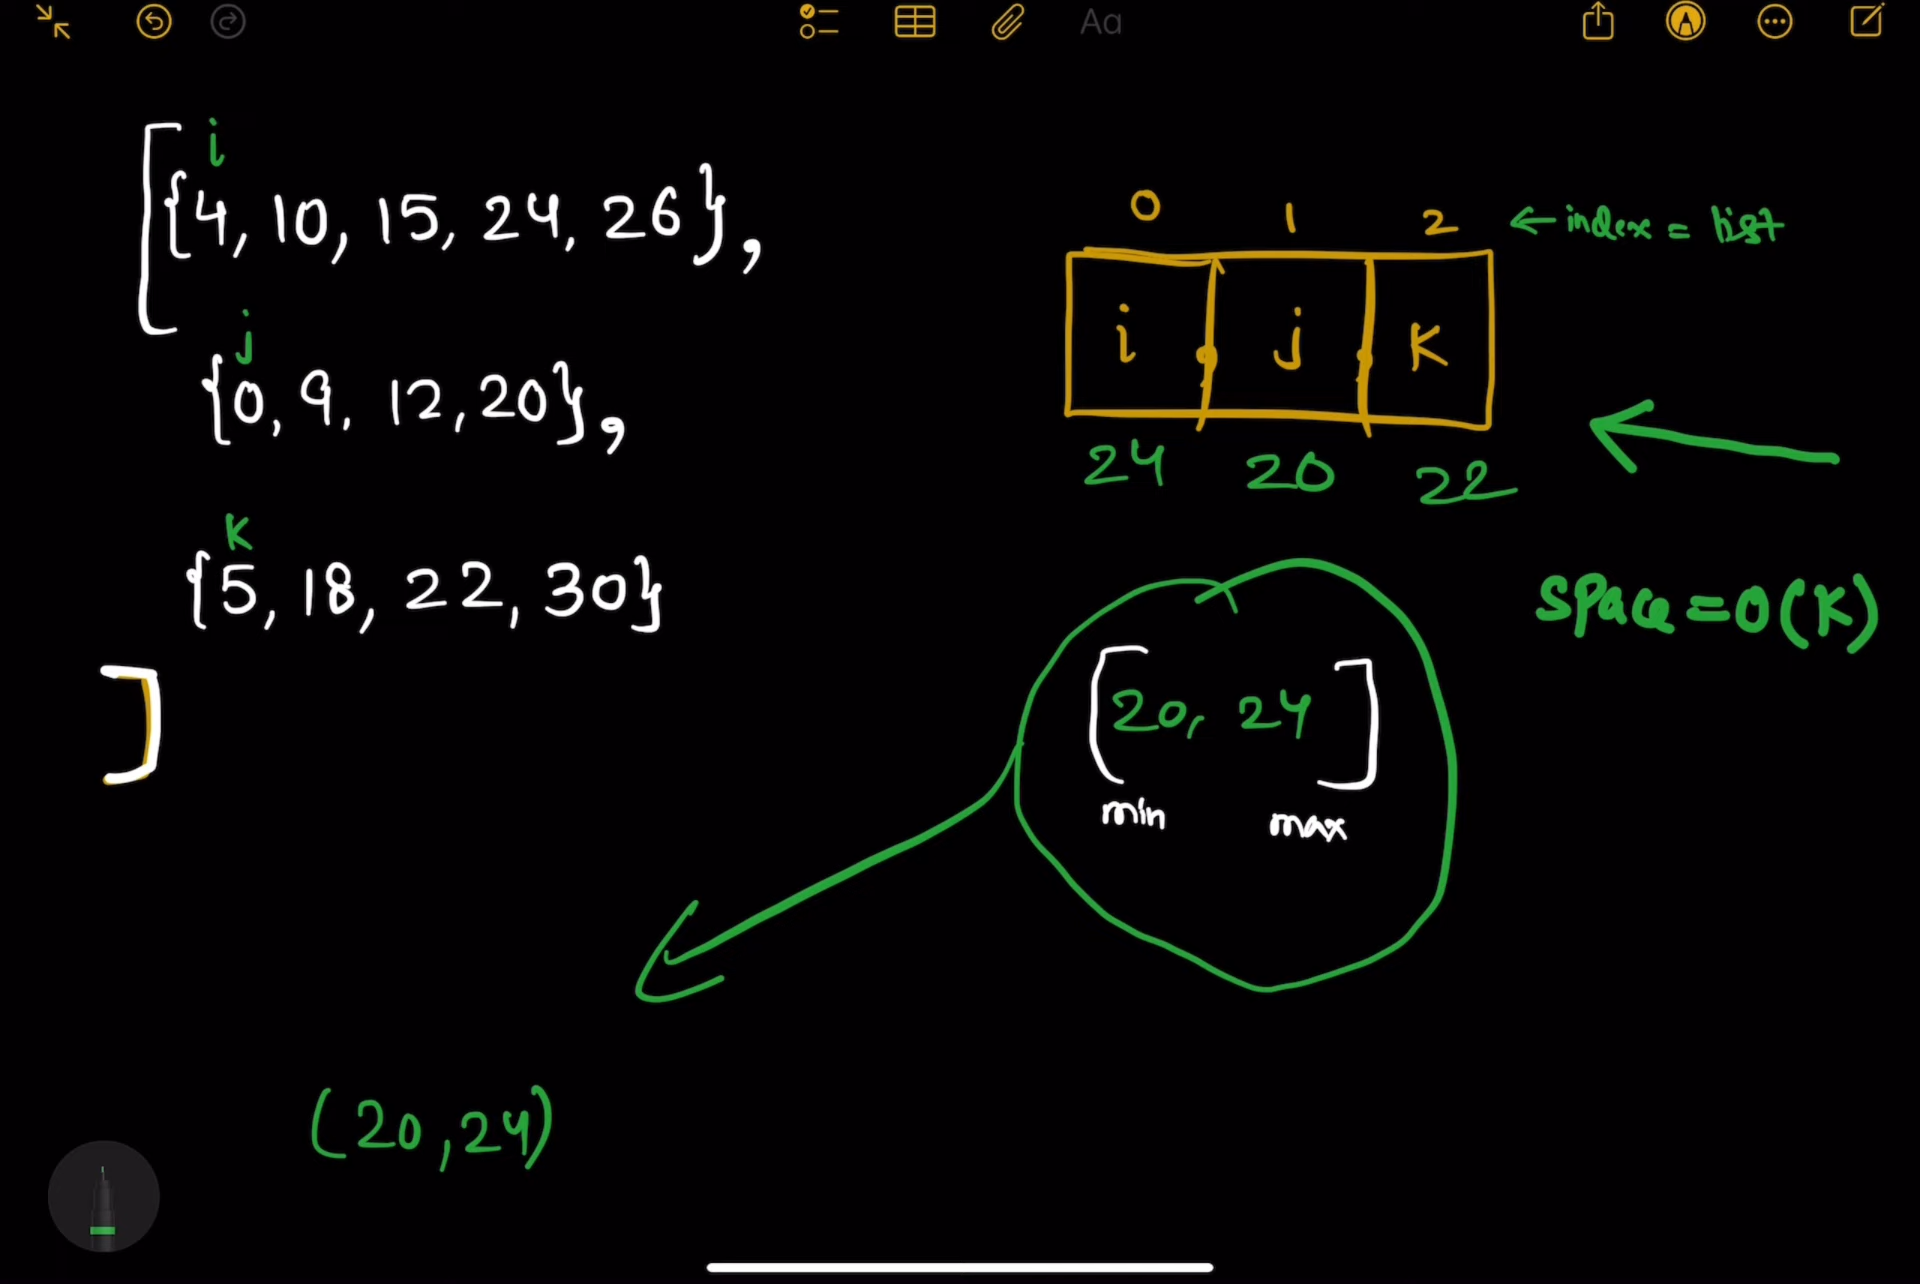 Aa
i
[{4, 10, 15, 24, 26},
j
{0, 9, 12, 20},
K
{5, 18, 22, 30}
]
0 1 2 ← index = list
i j K
24 20 22
space = O(K)
[20, 24]
min max
(20, 24)